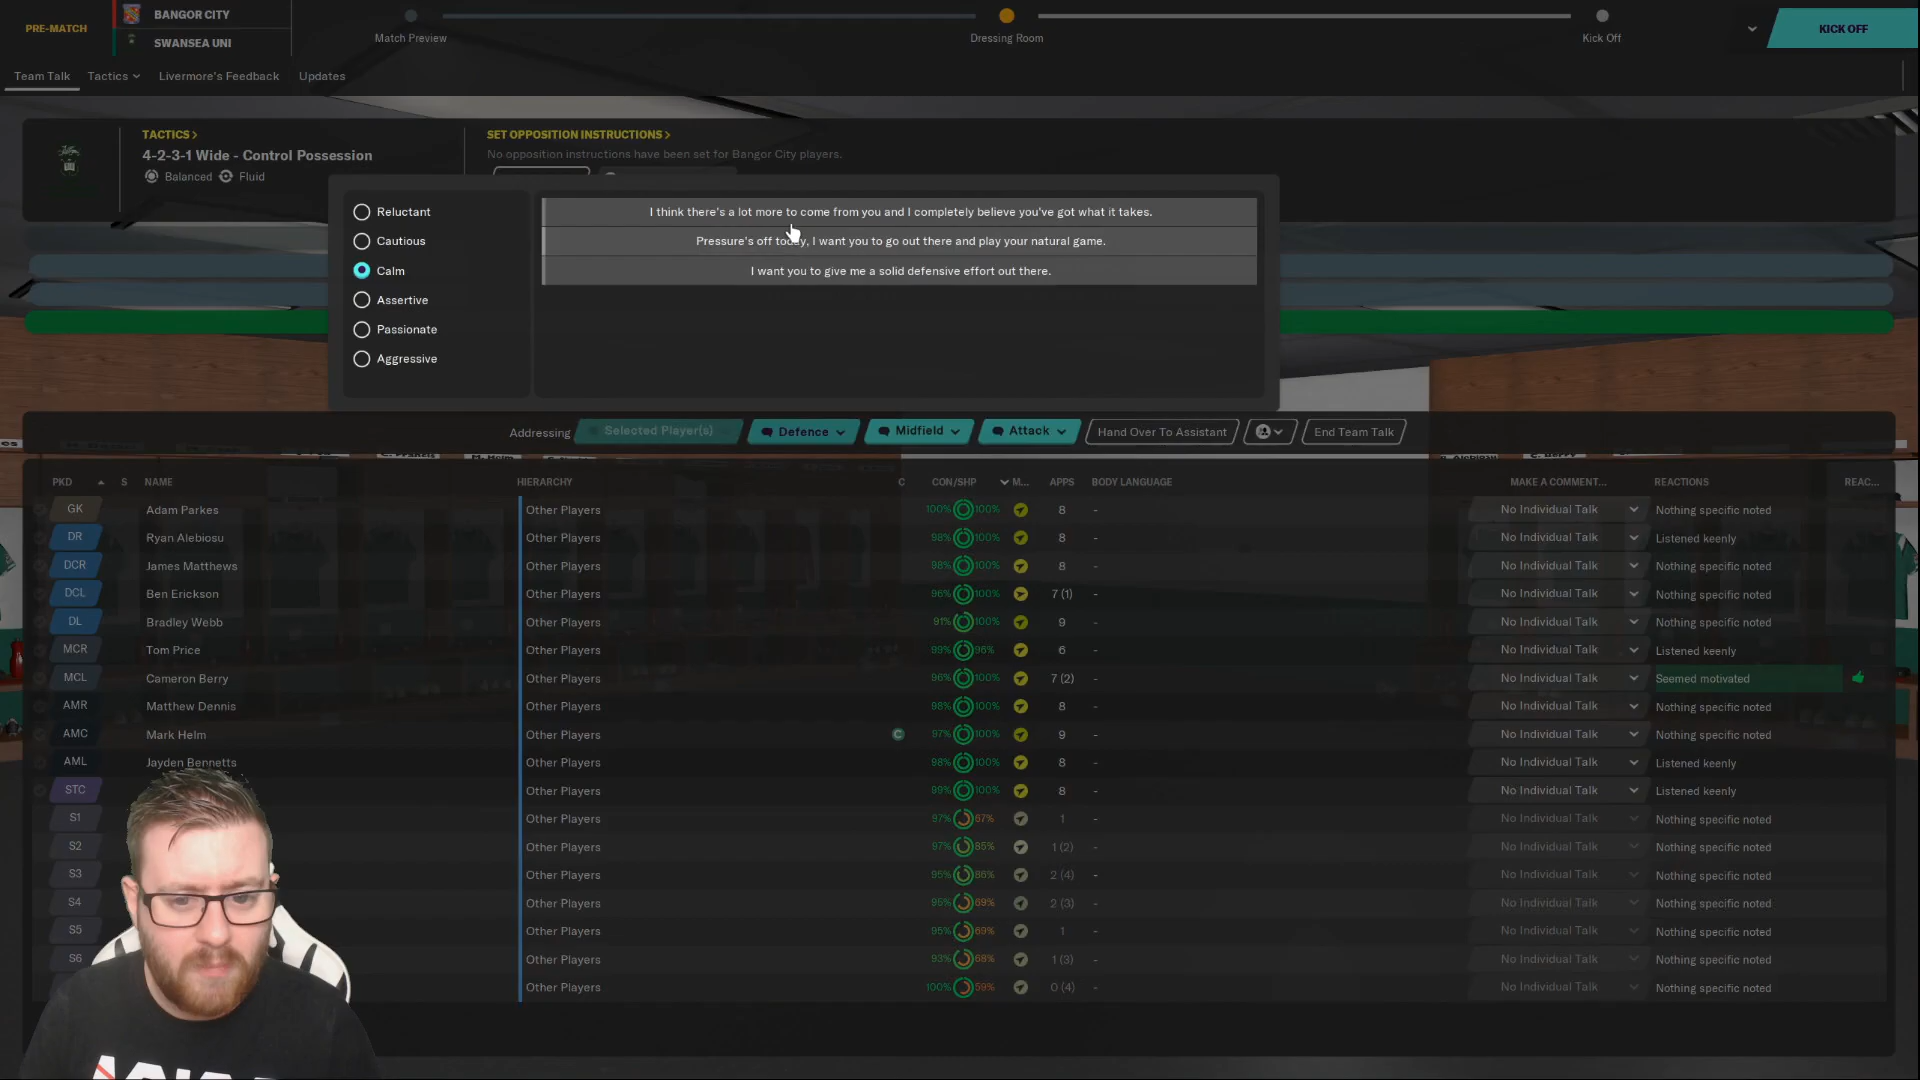 PRE-MATCH
BANGOR CITY
SWANSEA UNI
Match Preview
Dressing Room
Kick Off
KICK OFF
Team Talk
Tactics
Livermore's Feedback
Updates
TACTICS >
4-2-3-1 Wide - Control Possession
Balanced Fluid
SET OPPOSITION INSTRUCTIONS >
No opposition instructions have been set for Bangor City players.
Reluctant
Cautious
Calm
Assertive
Passionate
Aggressive
I think there's a lot more to come from you and I completely believe you've got what it takes.
Pressure's off today, I want you to go out there and play your natural game.
I want you to give me a solid defensive effort out there.
Addressing Selected Player(s) Defence Midfield Attack Hand Over To Assistant End Team Talk
PKD S NAME HIERARCHY C CON/SHP M... APPS BODY LANGUAGE MAKE A COMMENT... REACTIONS REAC...
GK Adam Parkes Other Players 100% 100% 8 - No Individual Talk Nothing specific noted
DR Ryan Alebiosu Other Players 98% 100% 8 - No Individual Talk Listened keenly
DCR James Matthews Other Players 98% 100% 8 - No Individual Talk Nothing specific noted
DCL Ben Erickson Other Players 96% 100% 7 (1) - No Individual Talk Nothing specific noted
DL Bradley Webb Other Players 91% 100% 9 - No Individual Talk Nothing specific noted
MCR Tom Price Other Players 99% 96% 6 - No Individual Talk Listened keenly
MCL Cameron Berry Other Players 96% 100% 7 (2) - No Individual Talk Seemed motivated
AMR Matthew Dennis Other Players 98% 100% 8 - No Individual Talk Nothing specific noted
AMC Mark Helm Other Players C 97% 100% 9 - No Individual Talk Nothing specific noted
AML Jayden Bennetts Other Players 98% 100% 8 - No Individual Talk Listened keenly
STC Other Players 99% 100% 8 - No Individual Talk Listened keenly
S1 Other Players 97% 67% 1 - No Individual Talk Nothing specific noted
S2 Other Players 97% 85% 1 (2) - No Individual Talk Nothing specific noted
S3 Other Players 95% 86% 2 (4) - No Individual Talk Nothing specific noted
S4 Other Players 95% 69% 2 (3) - No Individual Talk Nothing specific noted
S5 Other Players 95% 69% 1 - No Individual Talk Nothing specific noted
S6 Other Players 93% 68% 1 (3) - No Individual Talk Nothing specific noted
Other Players 100% 59% 0 (4) - No Individual Talk Nothing specific noted